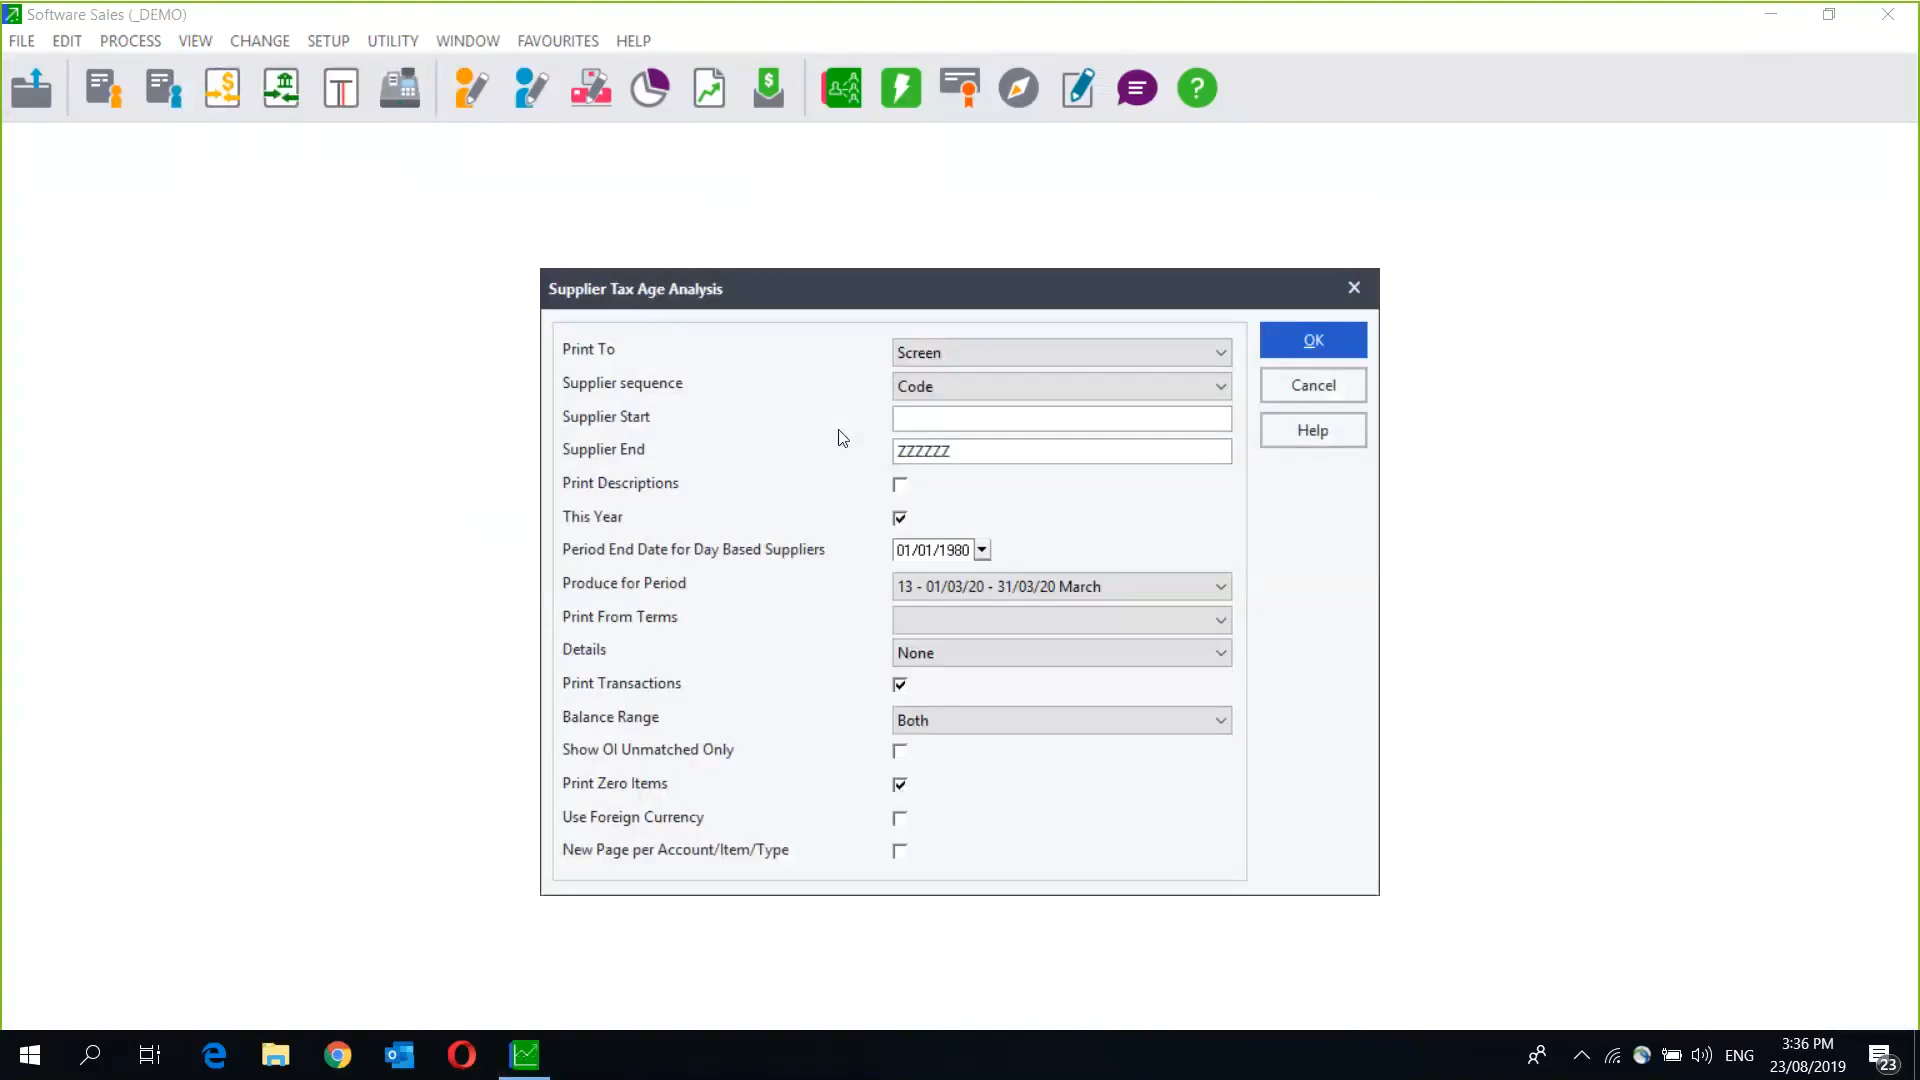 Software Sales (_DEMO)
FILE EDIT PROCESS VIEW CHANGE SETUP UTILITY WINDOW FAVOURITES HELP
Supplier Tax Age Analysis
Print To Screen
OK
Supplier sequence Code
Cancel
Supplier Start
Help
Supplier End ZZZZZZ
Print Descriptions
This Year
Period End Date for Day Based Suppliers 01/01/1980
Produce for Period 13 - 01/03/20 - 31/03/20 March
Print From Terms
Details None
Print Transactions
Balance Range Both
Show OI Unmatched Only
Print Zero Items
Use Foreign Currency
New Page per Account/Item/Type
ENG
3:36 PM
23/08/2019
23